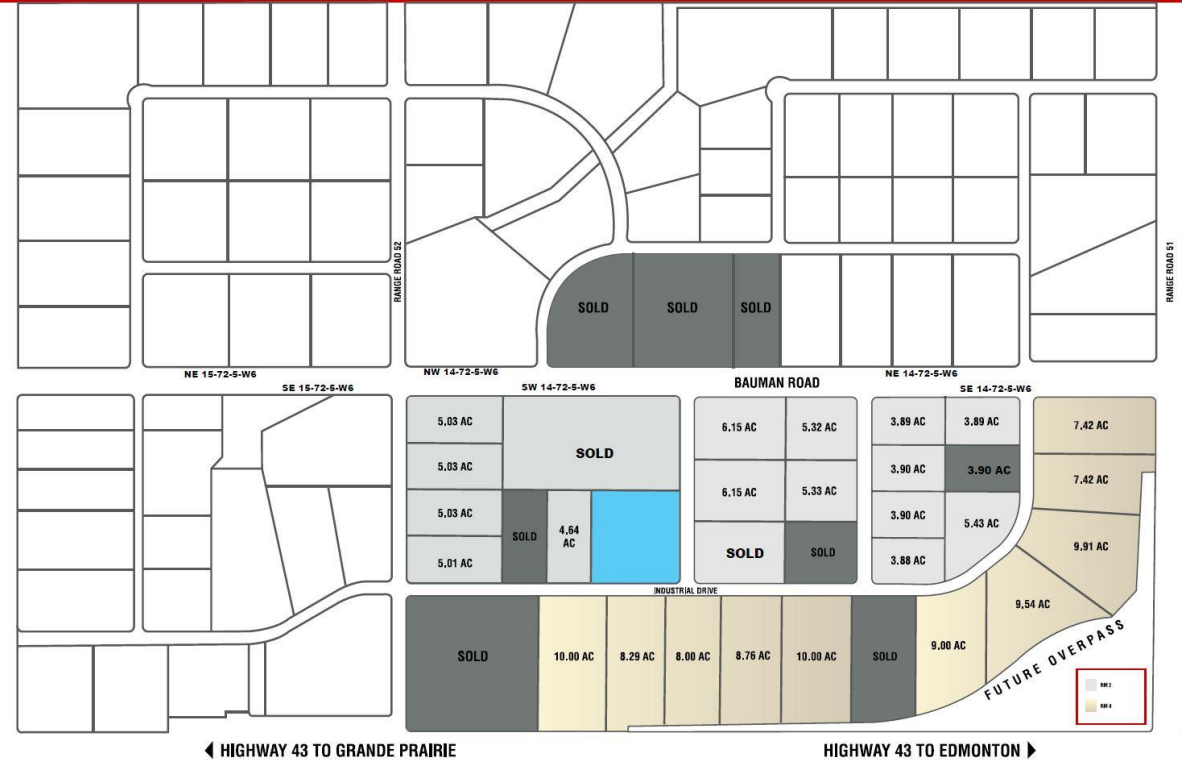 RANGE ROAD 52
RANGE ROAD 51
SOLD
SOLD
SOLD
NE 15-72-5-W6
SE 15-72-5-W6
NW 14-72-5-W6
SW 14-72-5-W6
BAUMAN ROAD
NE 14-72-5-W6
SE 14-72-5-W6
5.03 AC
5.03 AC
5.03 AC
5.01 AC
SOLD
SOLD
4.64
AC
6.15 AC
5.32 AC
6.15 AC
5.33 AC
SOLD
SOLD
3.89 AC
3.89 AC
3.90 AC
3.90 AC
3.90 AC
5.43 AC
3.88 AC
7.42 AC
7.42 AC
9.91 AC
9.54 AC
INDUSTRIAL DRIVE
SOLD
10.00 AC
8.29 AC
8.00 AC
8.76 AC
10.00 AC
SOLD
9.00 AC
FUTURE OVERPASS
RM 2
RM 4
HIGHWAY 43 TO GRANDE PRAIRIE
HIGHWAY 43 TO EDMONTON